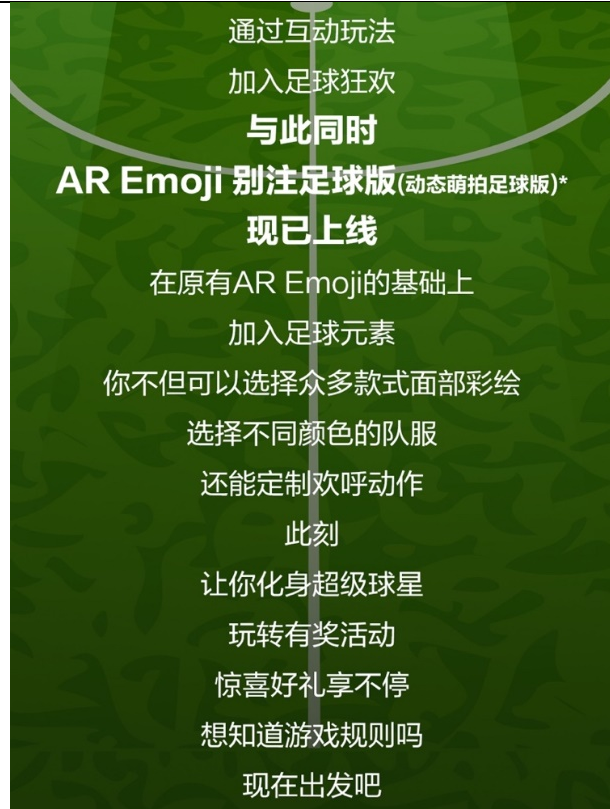 通过互动玩法
加入足球狂欢
与此同时
AR Emoji 别注足球版(动态萌拍足球版)*
现已上线
在原有AR Emoji的基础上
加入足球元素
你不但可以选择众多款式面部彩绘
选择不同颜色的队服
还能定制欢呼动作
此刻
让你化身超级球星
玩转有奖活动
惊喜好礼享不停
想知道游戏规则吗
现在出发吧